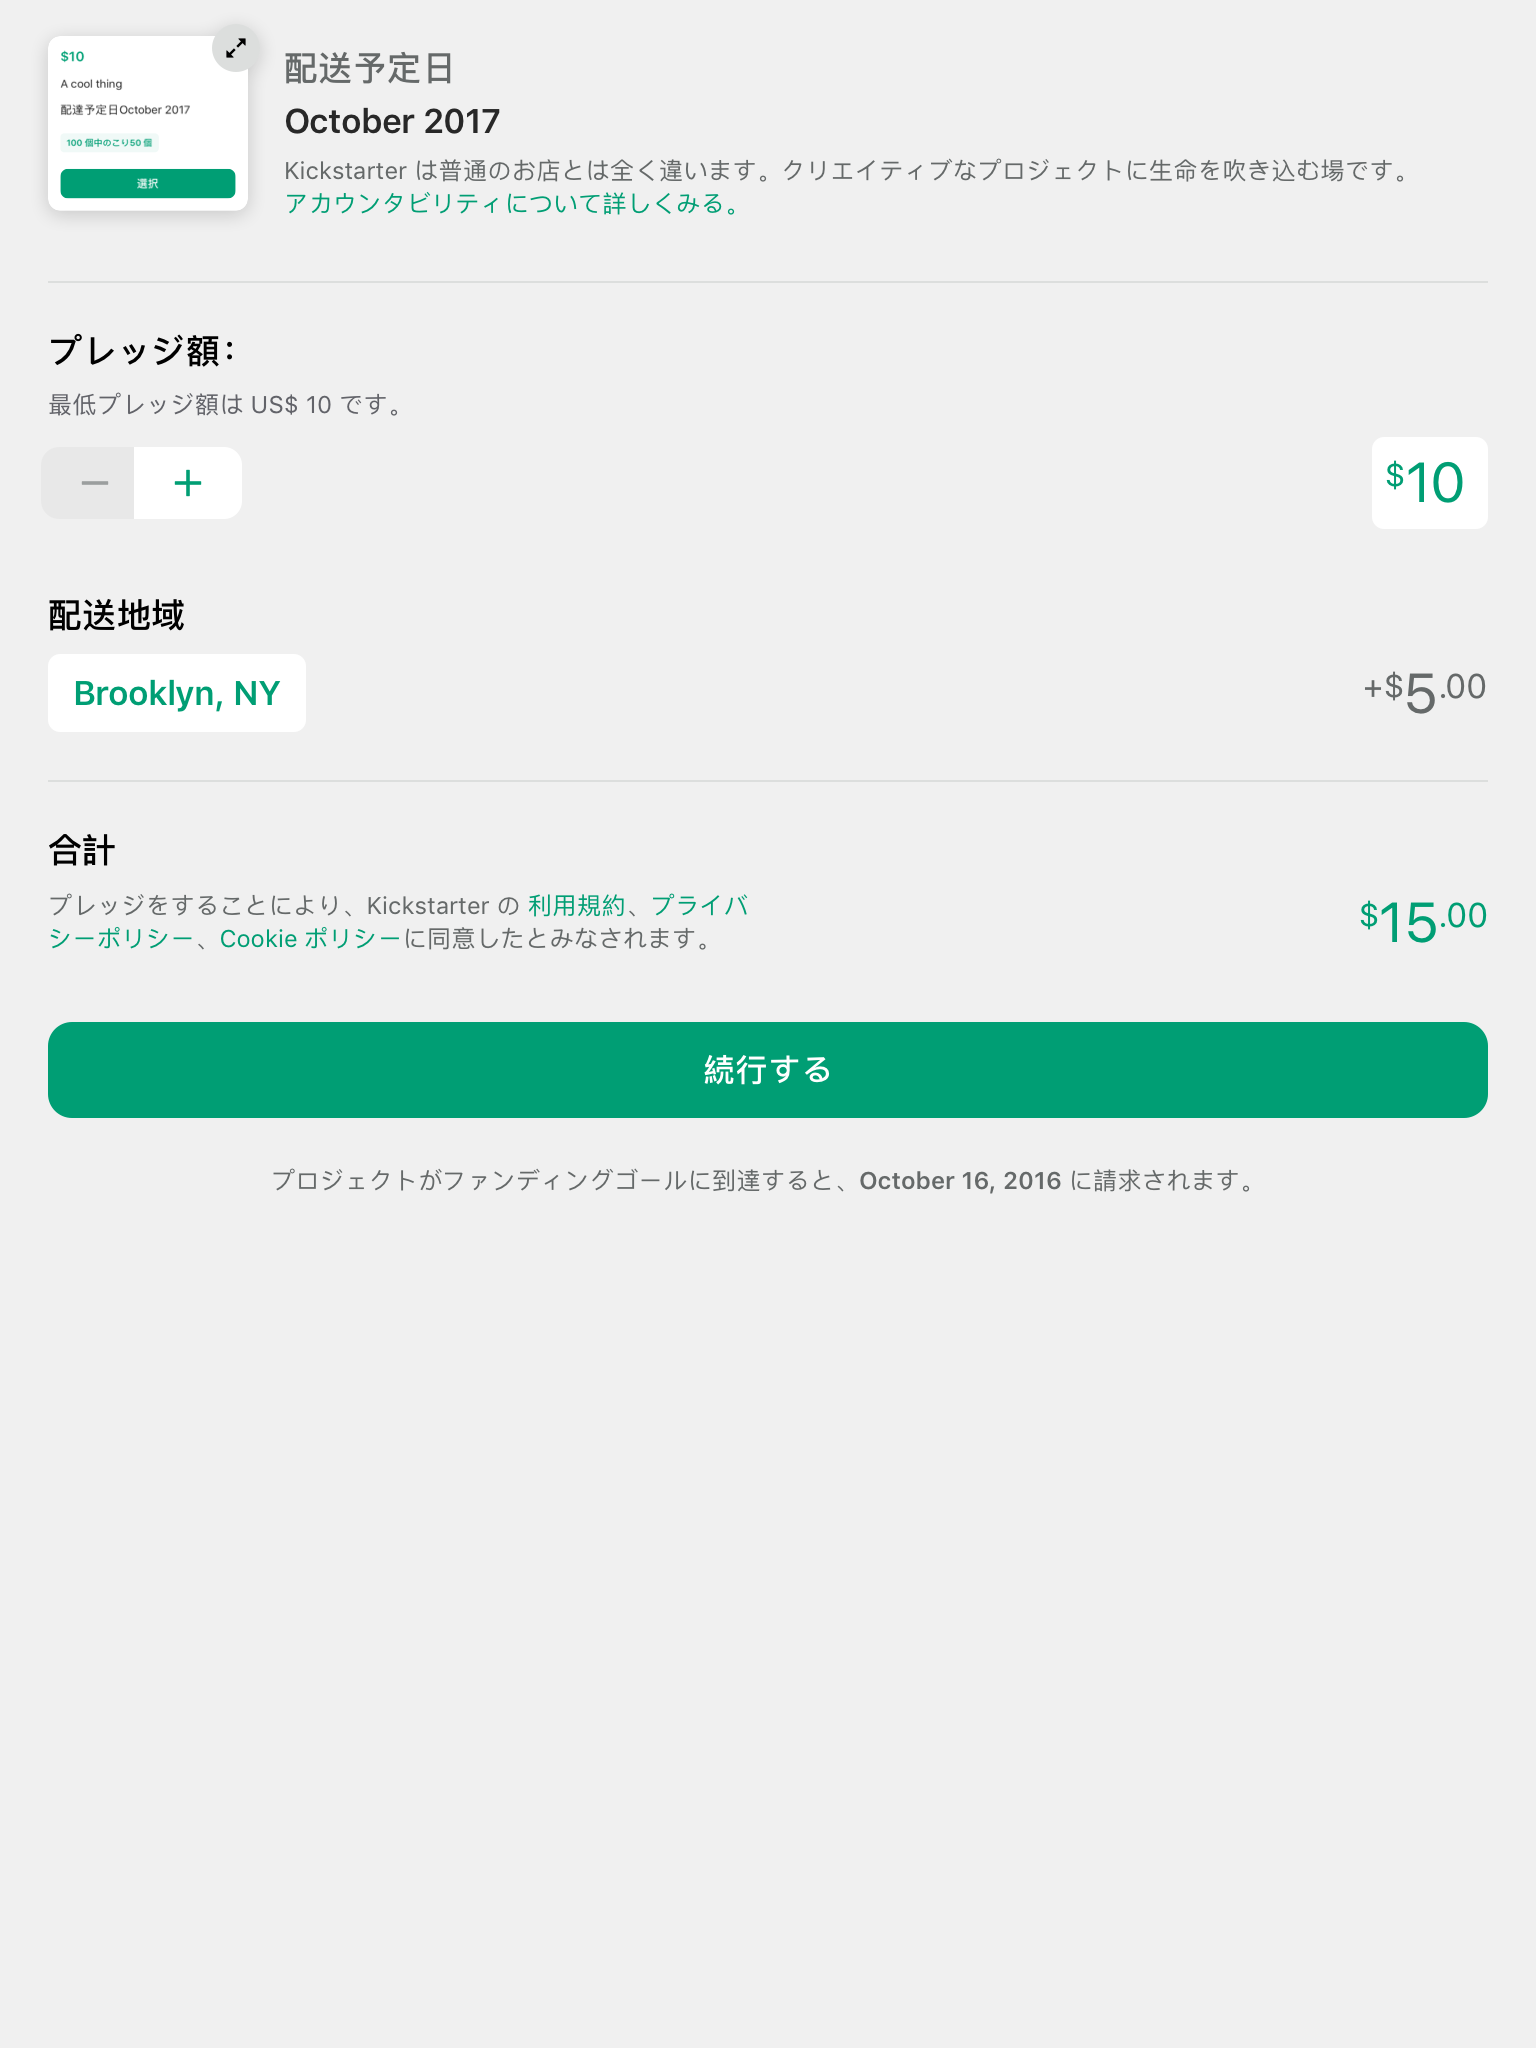 $10
A cool thing
配達予定日October 2017
100 個中のこり50 個
選択
配送予定日
October 2017
Kickstarter は普通のお店とは全く違います。クリエイティブなプロジェクトに生命を吹き込む場です。
アカウンタビリティについて詳しくみる。
プレッジ額：
最低プレッジ額は US$ 10 です。
$10
配送地域
Brooklyn, NY
+$5.00
合計
プレッジをすることにより、Kickstarter の 利用規約、プライバ
シーポリシー、Cookie ポリシーに同意したとみなされます。
$15.00
続行する
プロジェクトがファンディングゴールに到達すると、October 16, 2016 に請求されます。